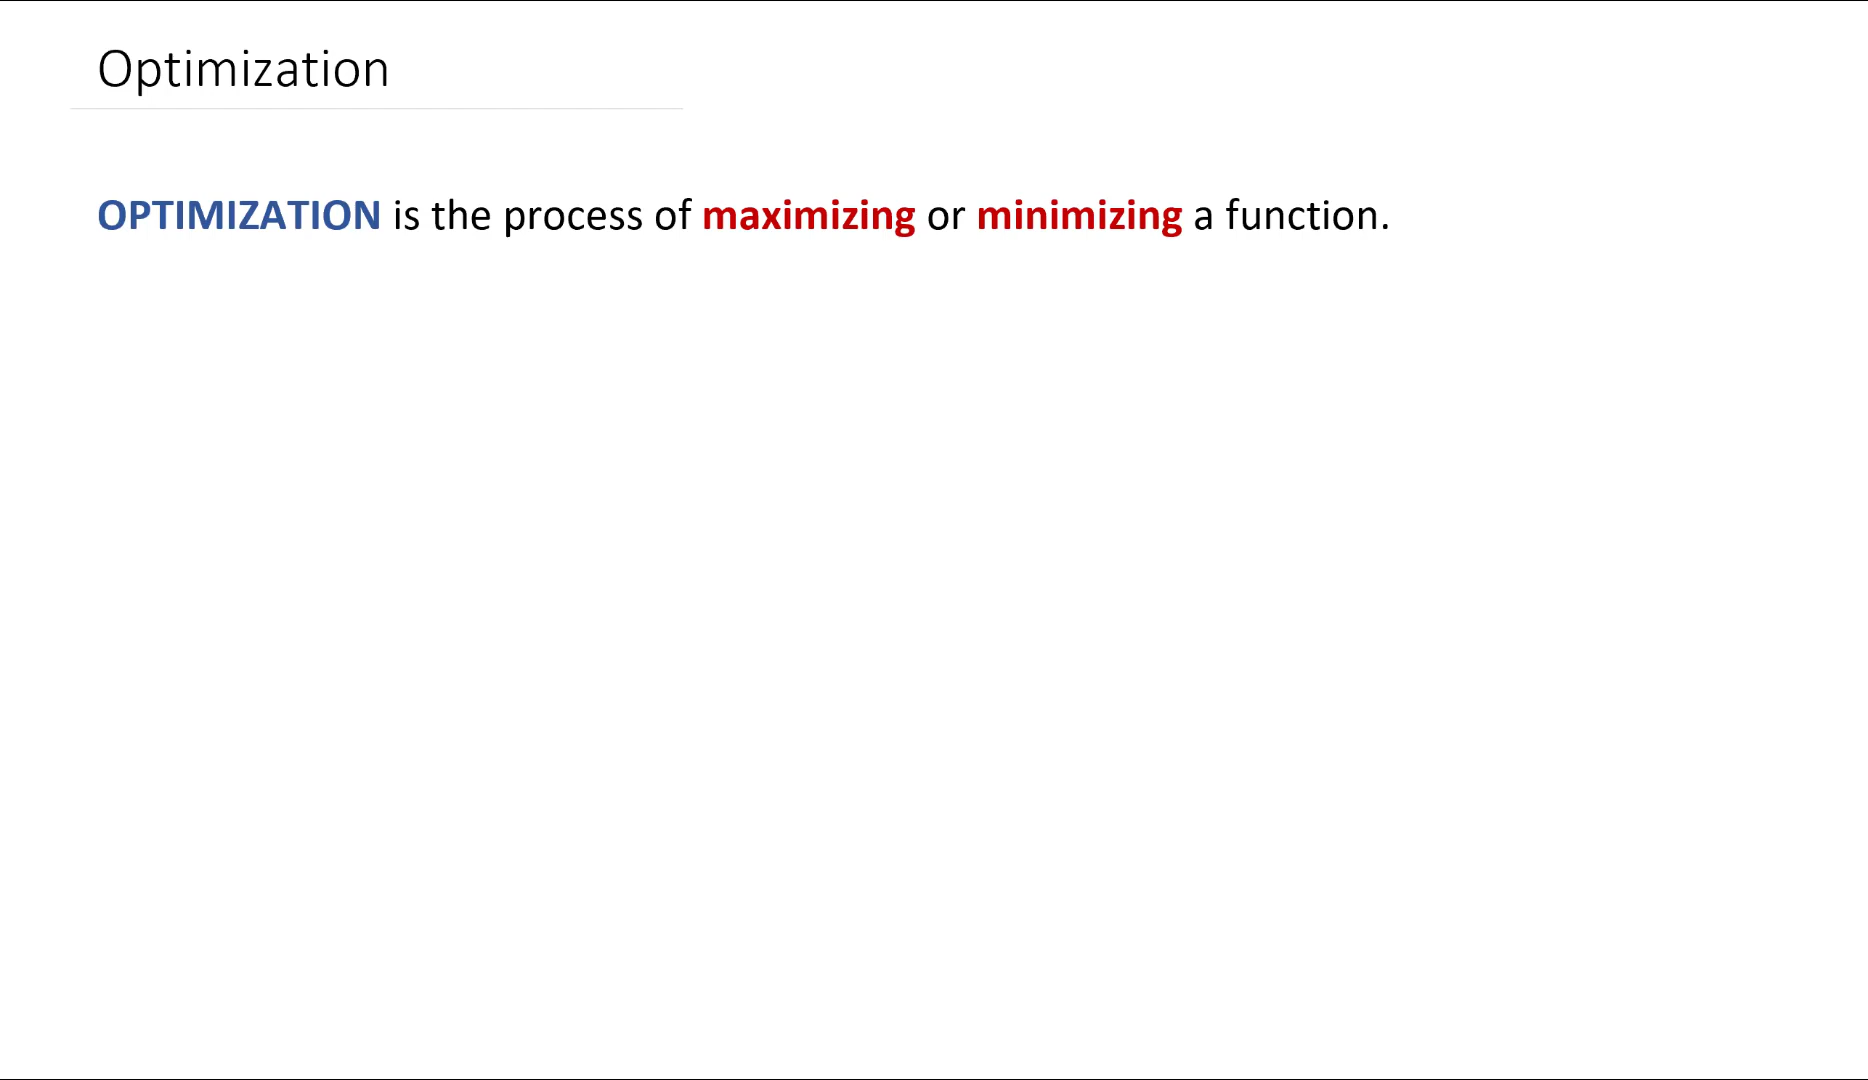 Optimization
OPTIMIZATION is the process of maximizing or minimizing a function.